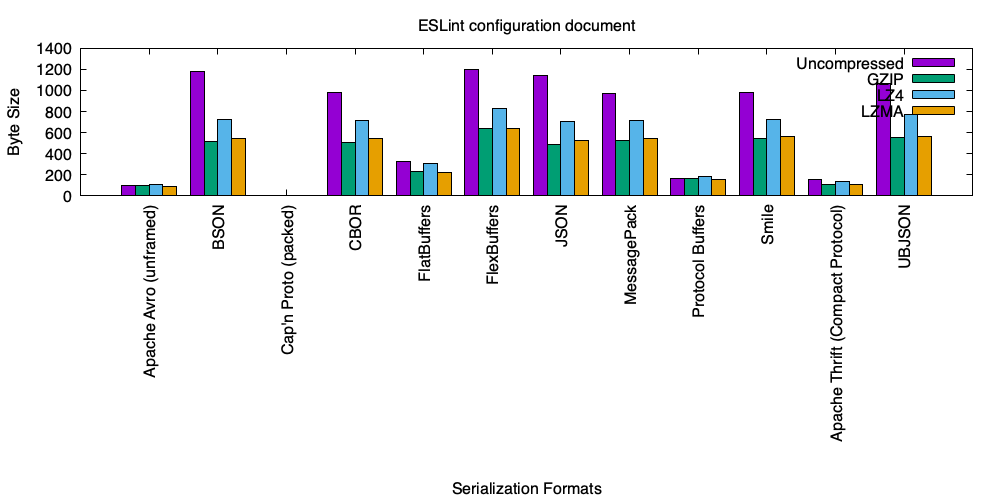 ESLint configuration document
1400
1200
1000
800
600
400
200
0
Byte Size
Uncompressed
GZIP
LZ4
LZMA
Apache Avro (unframed)
BSON
Cap'n Proto (packed)
CBOR
FlatBuffers
FlexBuffers
JSON
MessagePack
Protocol Buffers
Smile
Apache Thrift (Compact Protocol)
UBJSON
Serialization Formats